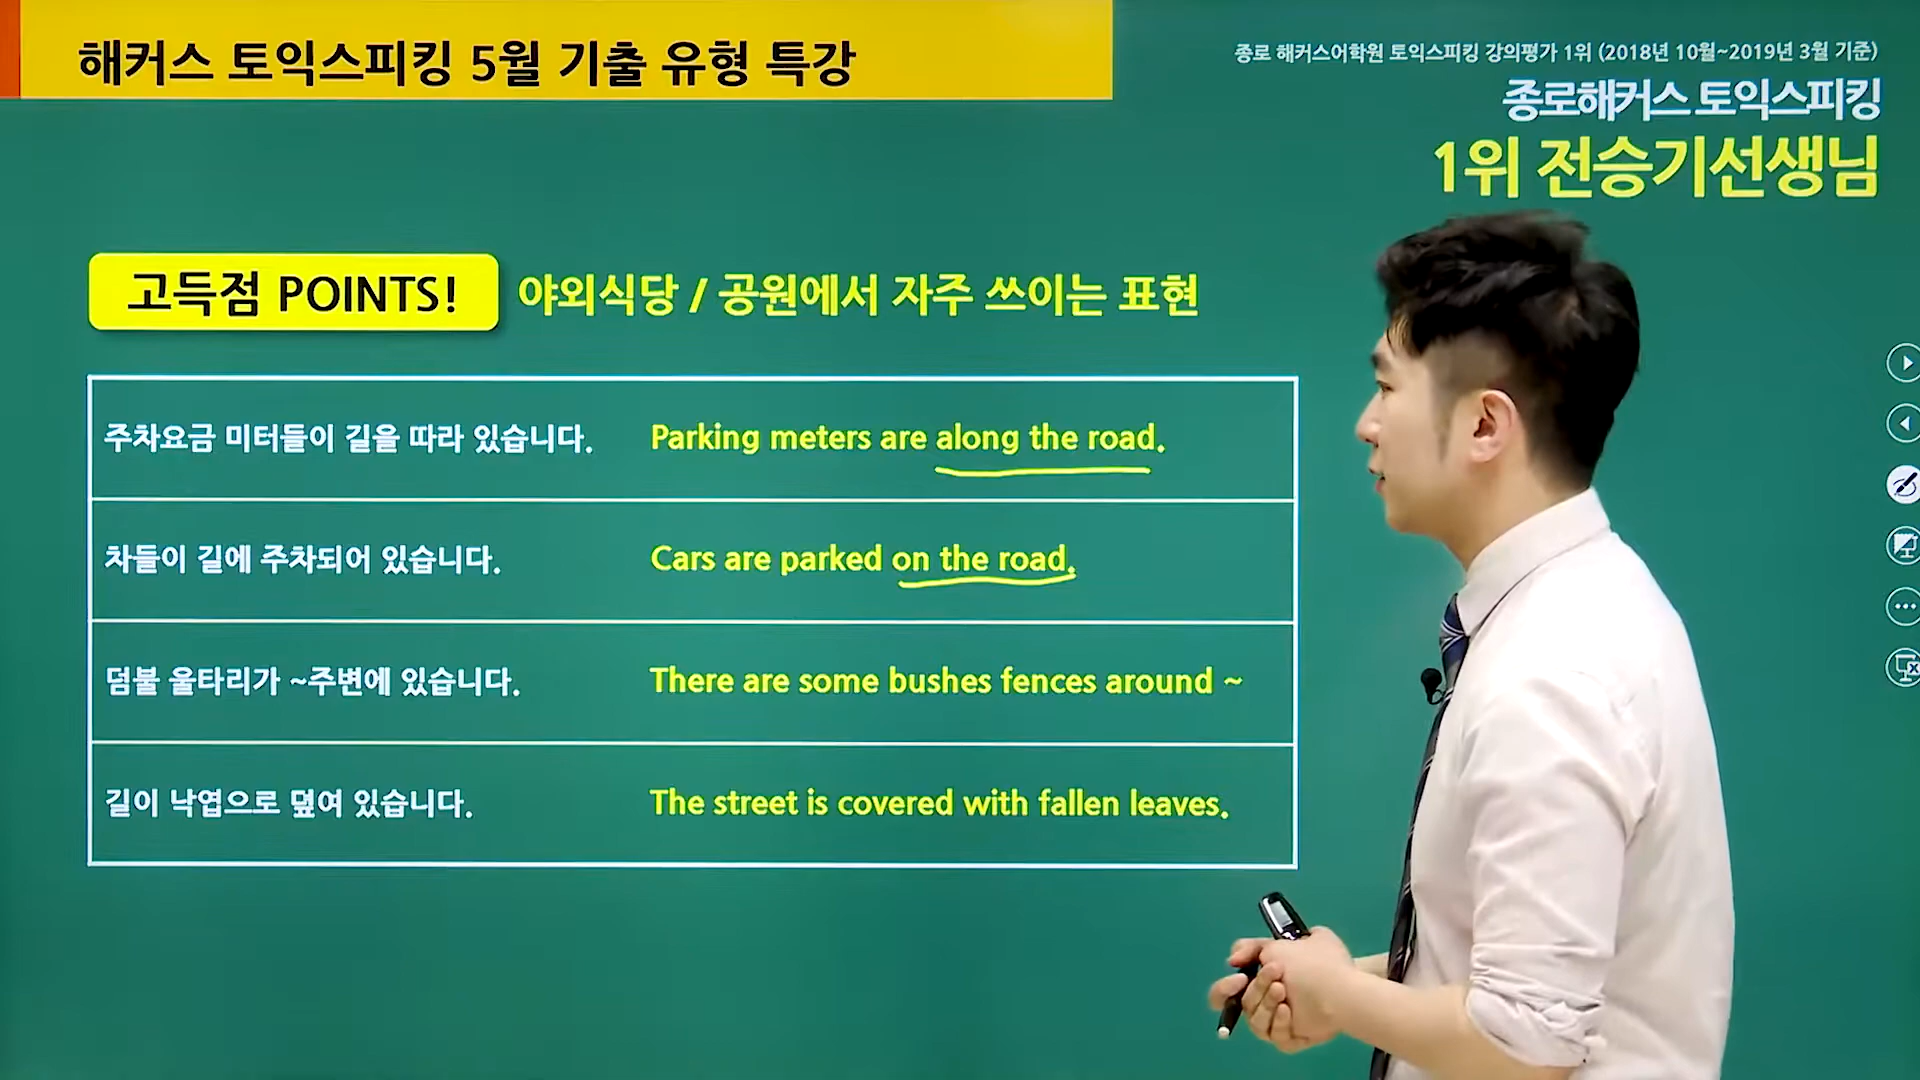 해커스 토익스피킹 5월 기출 유형 특강
종로 해커스어학원 토익스피킹 강의평가 1위 (2018년 10월~2019년 3월 기준)
종로해커스 토익스피킹
1위 전승기선생님
고득점 POINTS!
야외식당 / 공원에서 자주 쓰이는 표현
주차요금 미터들이 길을 따라 있습니다.
Parking meters are along the road.
차들이 길에 주차되어 있습니다.
Cars are parked on the road.
덤불 울타리가 ~주변에 있습니다.
There are some bushes fences around ~
길이 낙엽으로 덮여 있습니다.
The street is covered with fallen leaves.